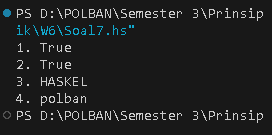 PS D:\POLBAN\Semester 3\Prinsip
ik\W6\Soal7.hs"
1. True
2. True
3. HASKEL
4. polban
PS D:\POLBAN\Semester 3\Prinsip